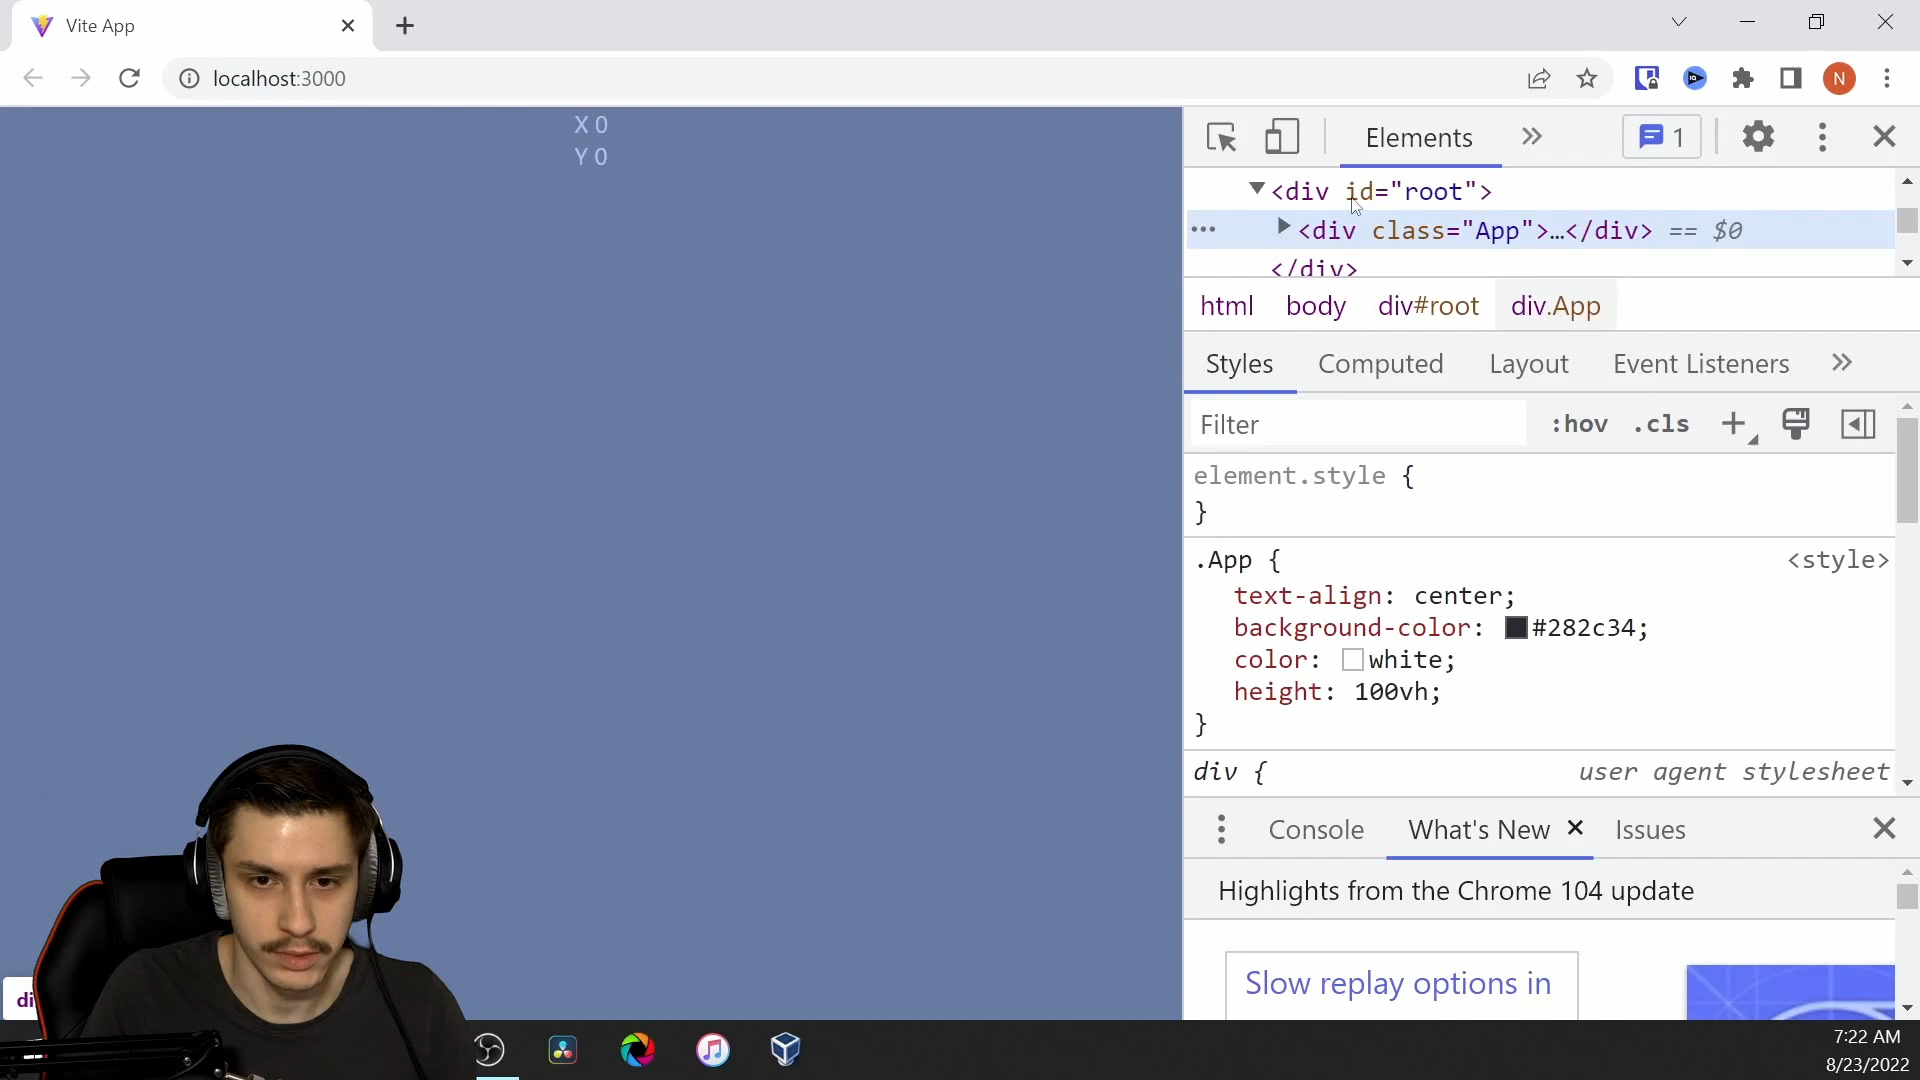 Vite App
localhost:3000
N
X 0
Y 0
Elements
1
<div id="root">
<div class="App">…</div> == $0
</div>
html body div#root div.App
Styles Computed Layout Event Listeners
Filter :hov .cls
element.style {
}
.App { <style>
text-align: center;
background-color: #282c34;
color: white;
height: 100vh;
}
div { user agent stylesheet
Console What's New Issues
Highlights from the Chrome 104 update
Slow replay options in
di
7:22 AM
8/23/2022